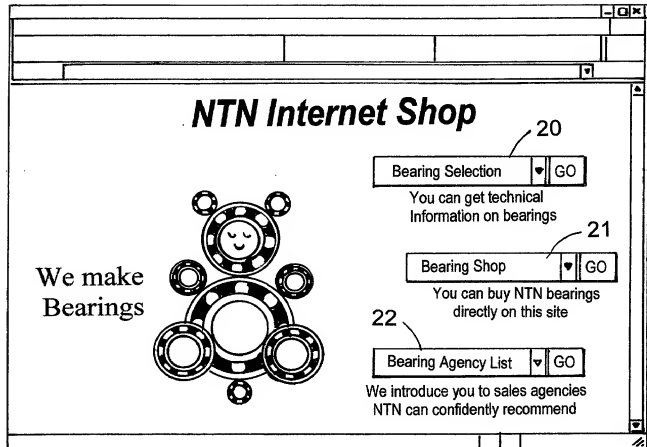 NTN Internet Shop
20
Bearing Selection GO
You can get technical
Information on bearings
21
Bearing Shop GO
You can buy NTN bearings
directly on this site
We make
Bearings
22
Bearing Agency List GO
We introduce you to sales agencies
NTN can confidently recommend